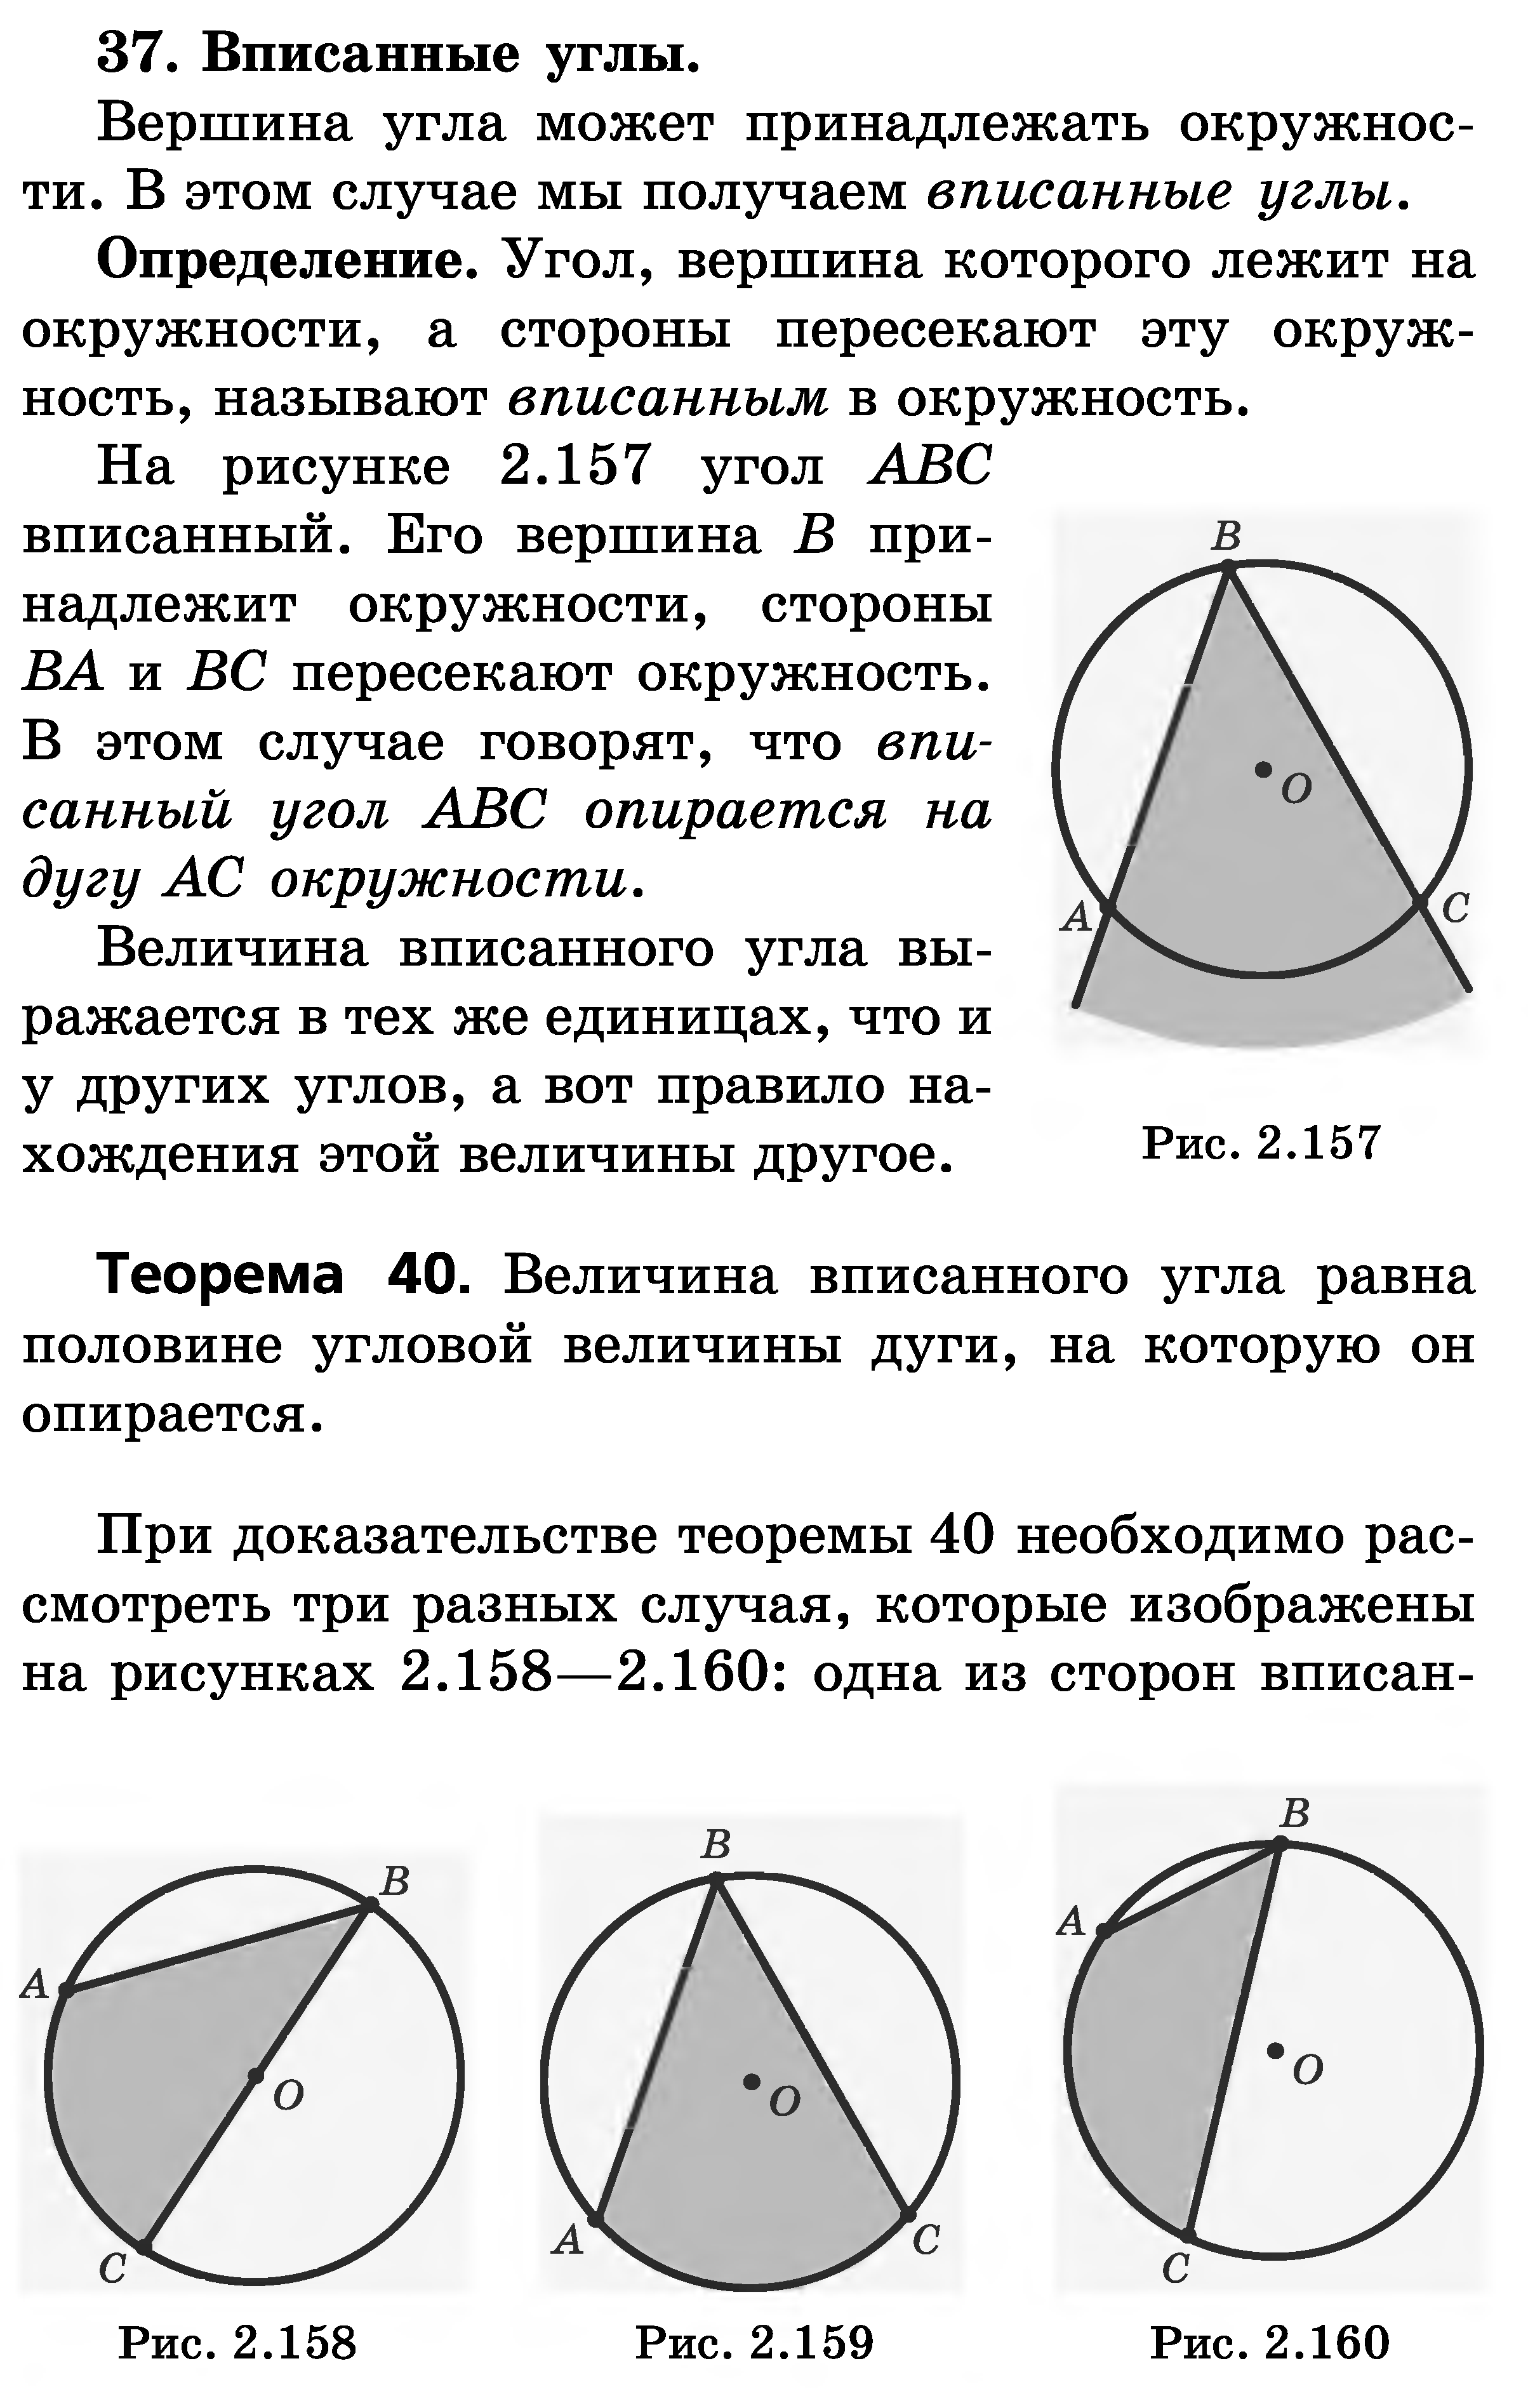 37. Вписанные углы.
Вершина угла может принадлежать окружнос-
ти. В этом случае мы получаем вписанные углы.
Определение. Угол, вершина которого лежит на
окружности, а стороны пересекают эту окруж-
ность, называют вписанным в окружность.
На рисунке 2.157 угол ABC
вписанный. Его вершина B при-
надлежит окружности, стороны
BA и BC пересекают окружность.
В этом случае говорят, что впи-
санный угол ABC опирается на
дугу AC окружности.
Величина вписанного угла вы-
ражается в тех же единицах, что и
у других углов, а вот правило на-
хождения этой величины другое.
B
O
A
C
Рис. 2.157
Теорема 40. Величина вписанного угла равна
половине угловой величины дуги, на которую он
опирается.
При доказательстве теоремы 40 необходимо рас-
смотреть три разных случая, которые изображены
на рисунках 2.158—2.160: одна из сторон вписан-
B
A
O
C
Рис. 2.158
B
O
A
C
Рис. 2.159
B
A
O
C
Рис. 2.160